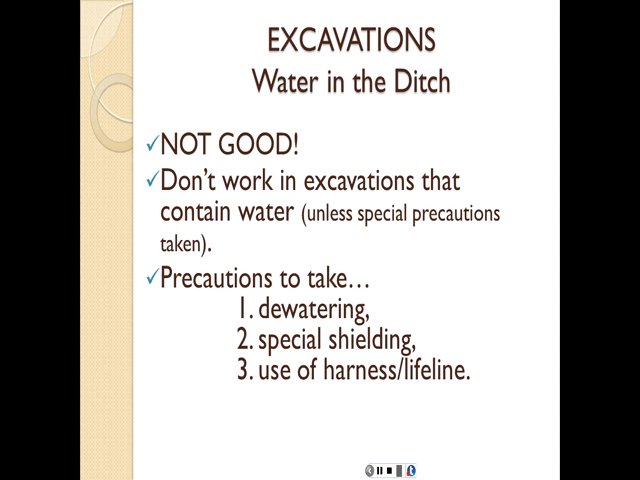 EXCAVATIONS
Water in the Ditch
✓NOT GOOD!
✓Don't work in excavations that
contain water (unless special precautions
taken).
✓Precautions to take…
1. dewatering,
2. special shielding,
3. use of harness/lifeline.